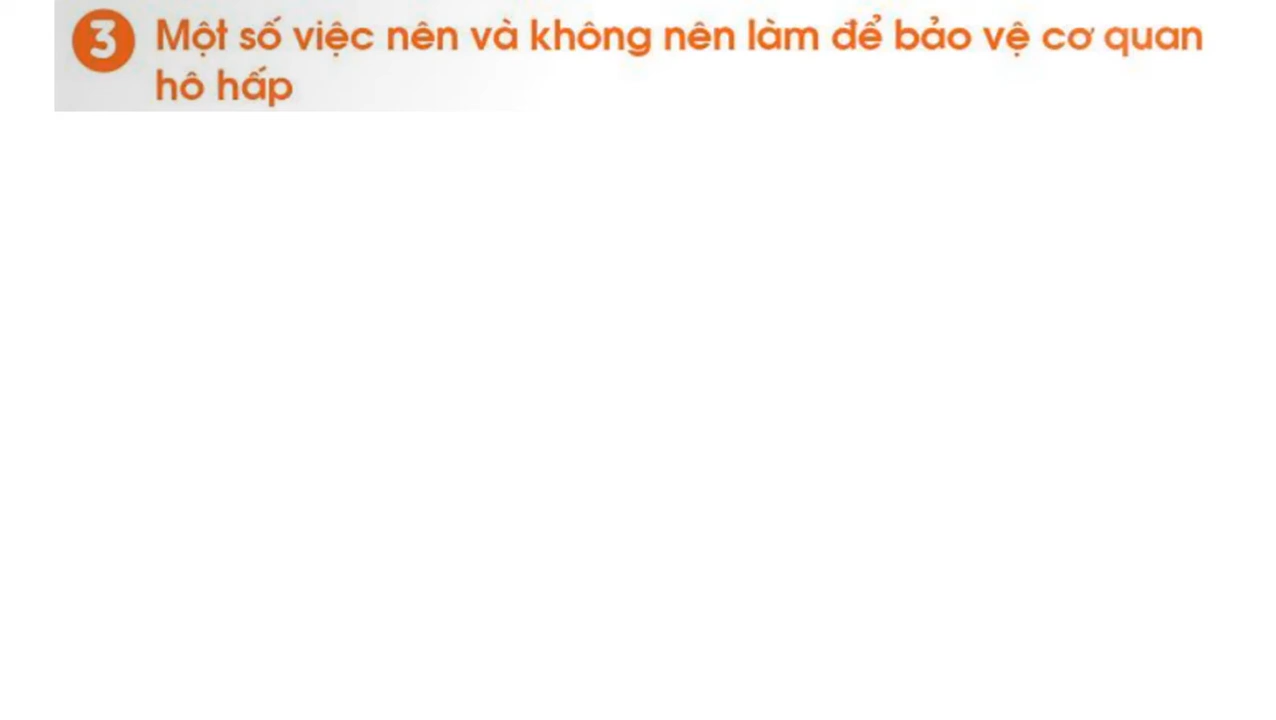 3 Một số việc nên và không nên làm để bảo vệ cơ quan
hô hấp